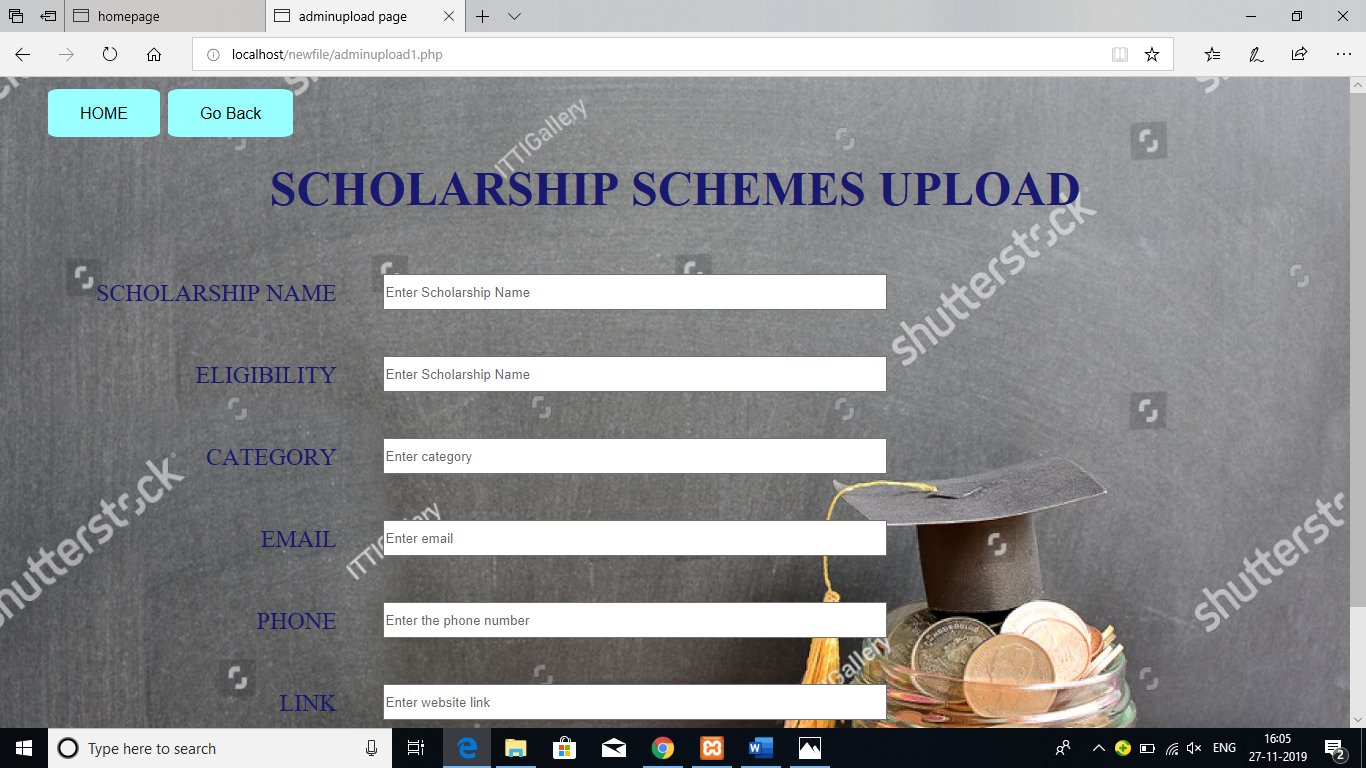 homepage
adminupload page
localhost/newfile/adminupload1.php
HOME
Go Back
ITTIGallery
SCHOLARSHIP SCHEMES UPLOAD
shutterstock
SCHOLARSHIP NAME
Enter Scholarship Name
ELIGIBILITY
Enter Scholarship Name
CATEGORY
Enter category
shutterstock
ITTIGallery
EMAIL
Enter email
shutterstock
PHONE
Enter the phone number
Gallery
LINK
Enter website link
Type here to search
ENG
16:05
27-11-2019
2